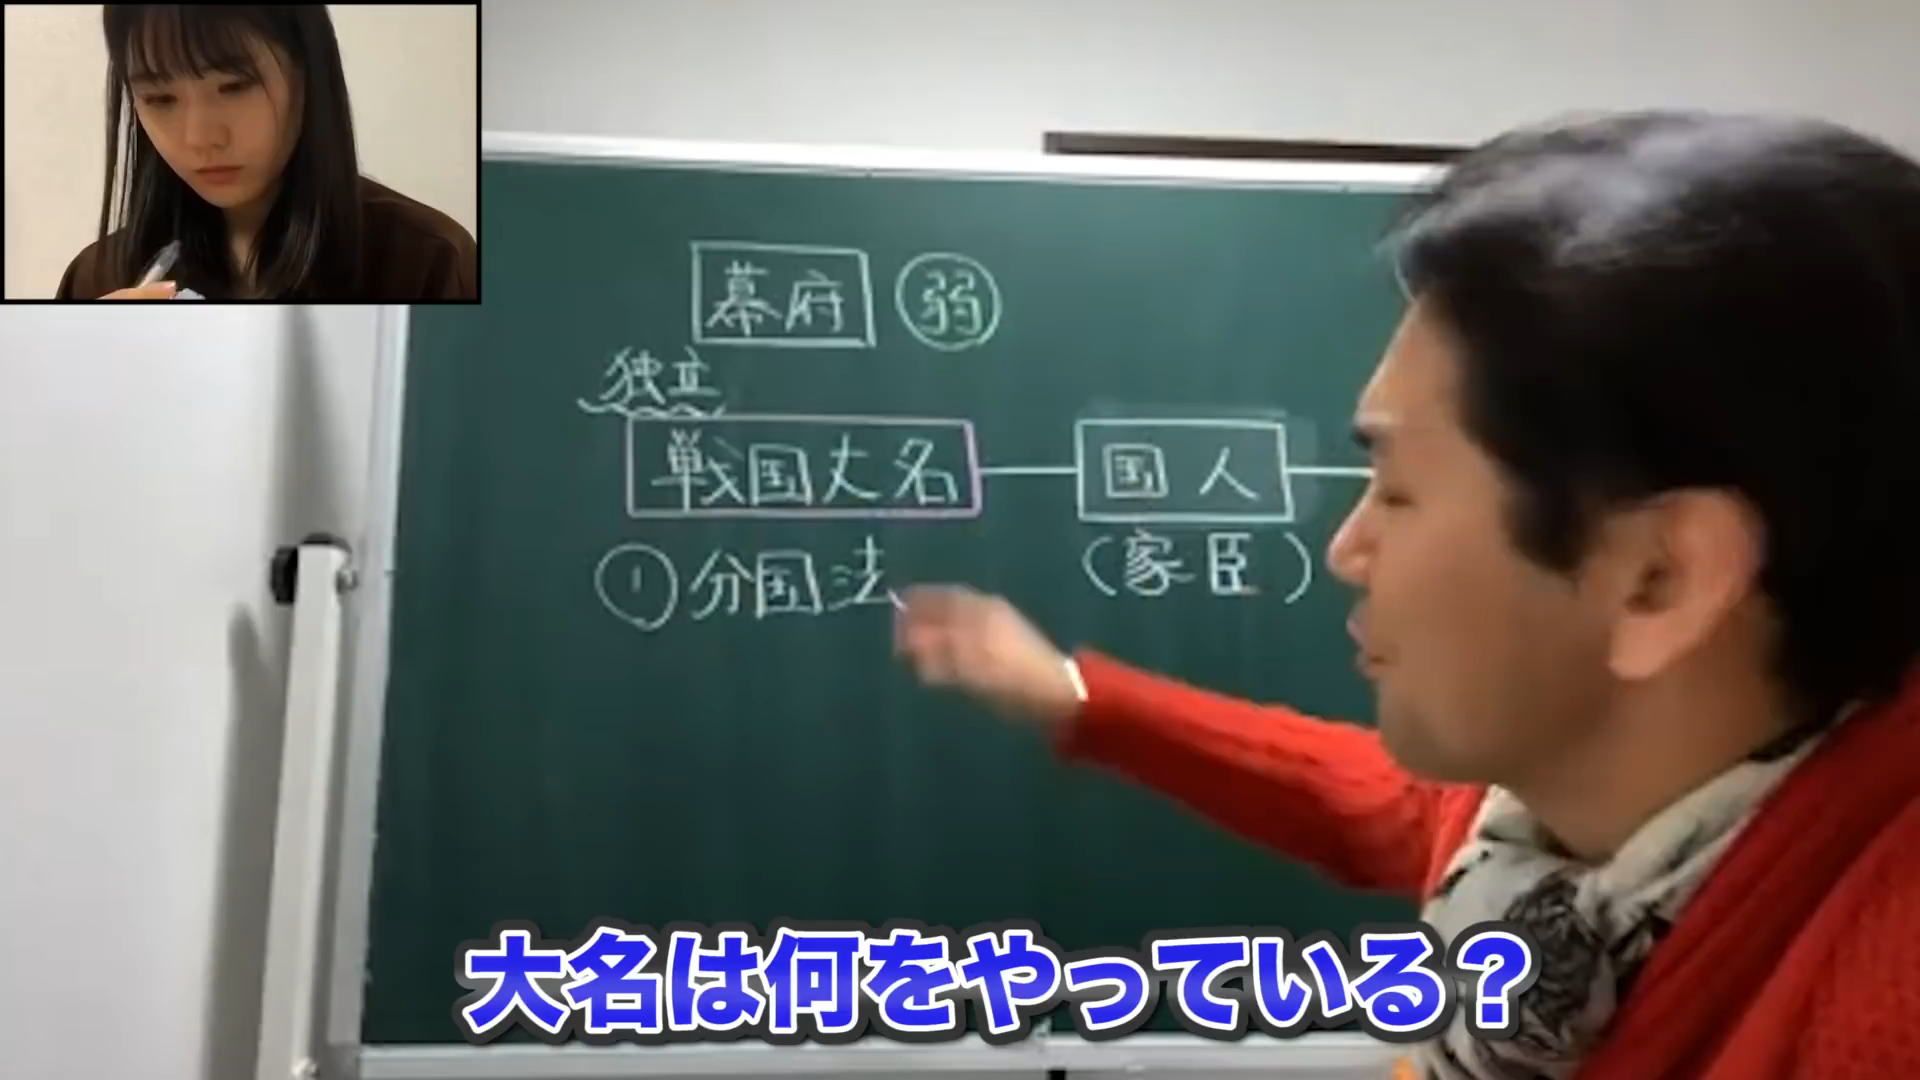 幕府 弱
独立
戦国大名 国人
①分国法 (家臣)
大名は何をやっている?